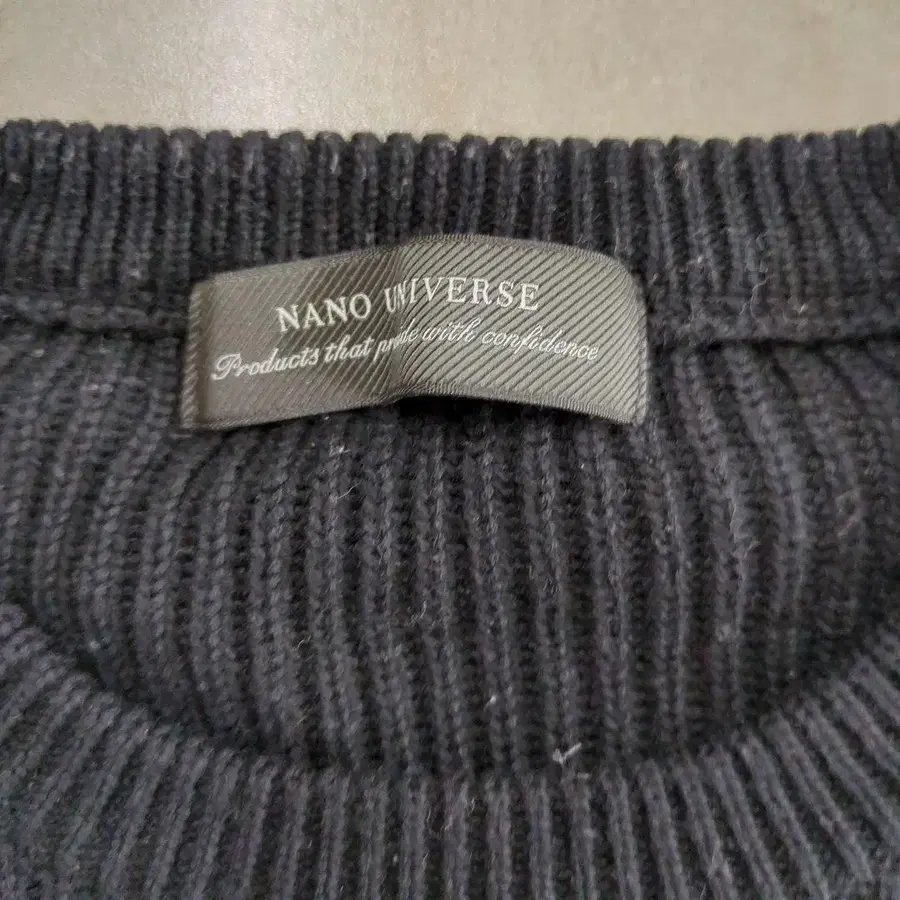 NANO UNIVERSE
Products that pride with confidence